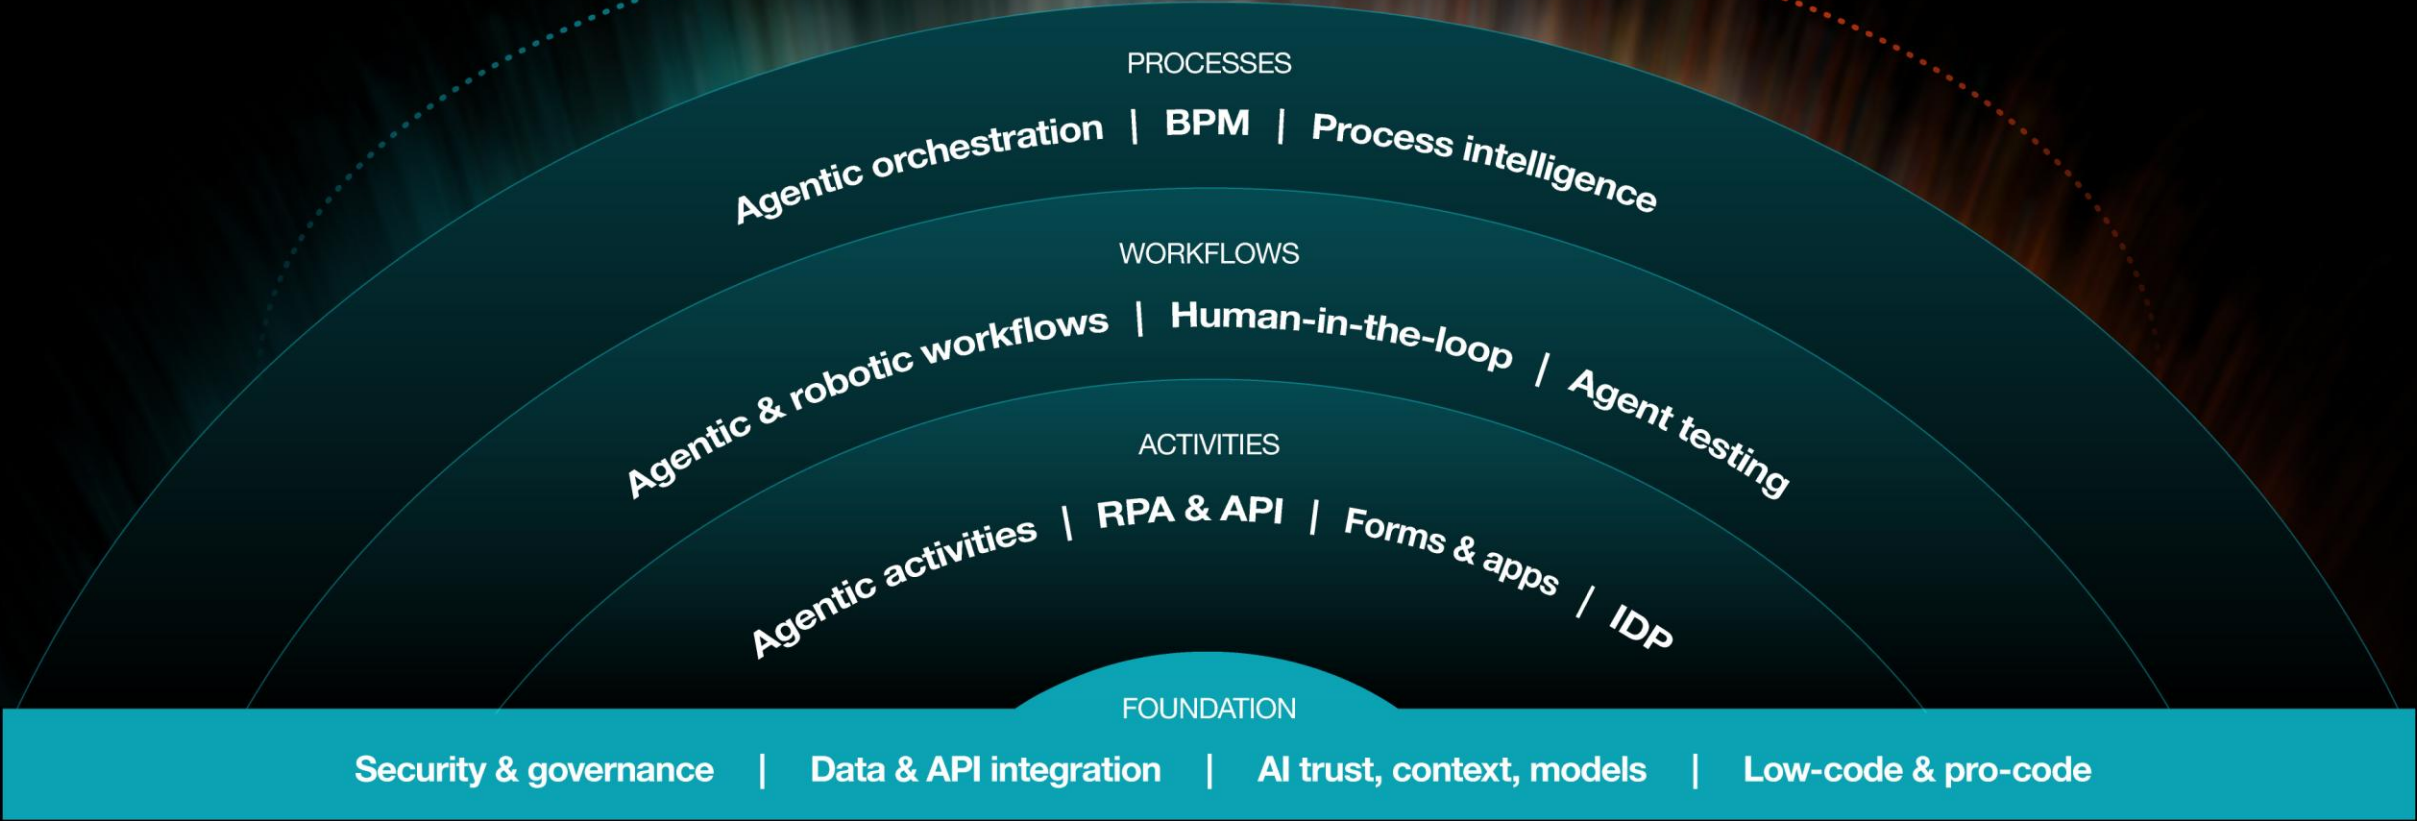 PROCESSES
Agentic orchestration | BPM | Process intelligence
WORKFLOWS
Agentic & robotic workflows | Human-in-the-loop | Agent testing
ACTIVITIES
Agentic activities | RPA & API | Forms & apps | IDP
FOUNDATION
Security & governance | Data & API integration | AI trust, context, models | Low-code & pro-code